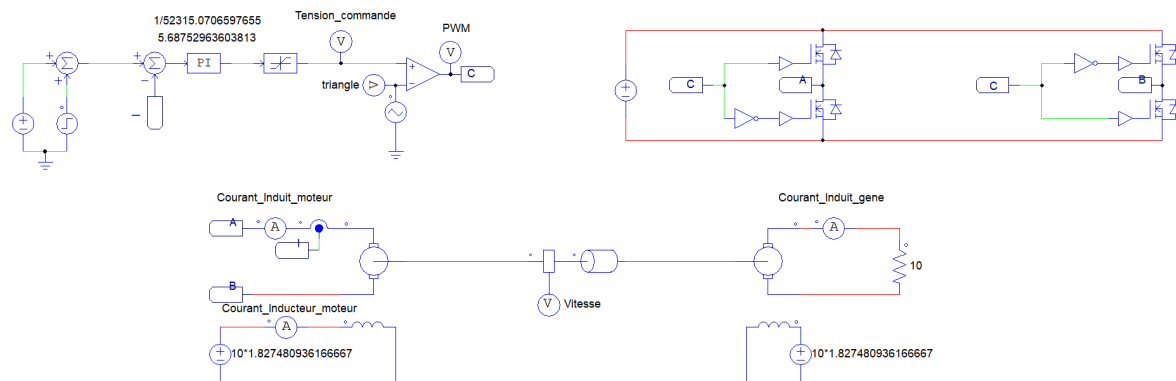 1/52315.0706597655
5.68752963603813
Tension_commande
PWM
V
V
PI
C
triangle
V
I
C
A
C
B
Courant_Induit_moteur
Courant_Induit_gene
A
A
I
A
10
B
V
Vitesse
Courant_Inducteur_moteur
A
10*1.827480936166667
10*1.827480936166667